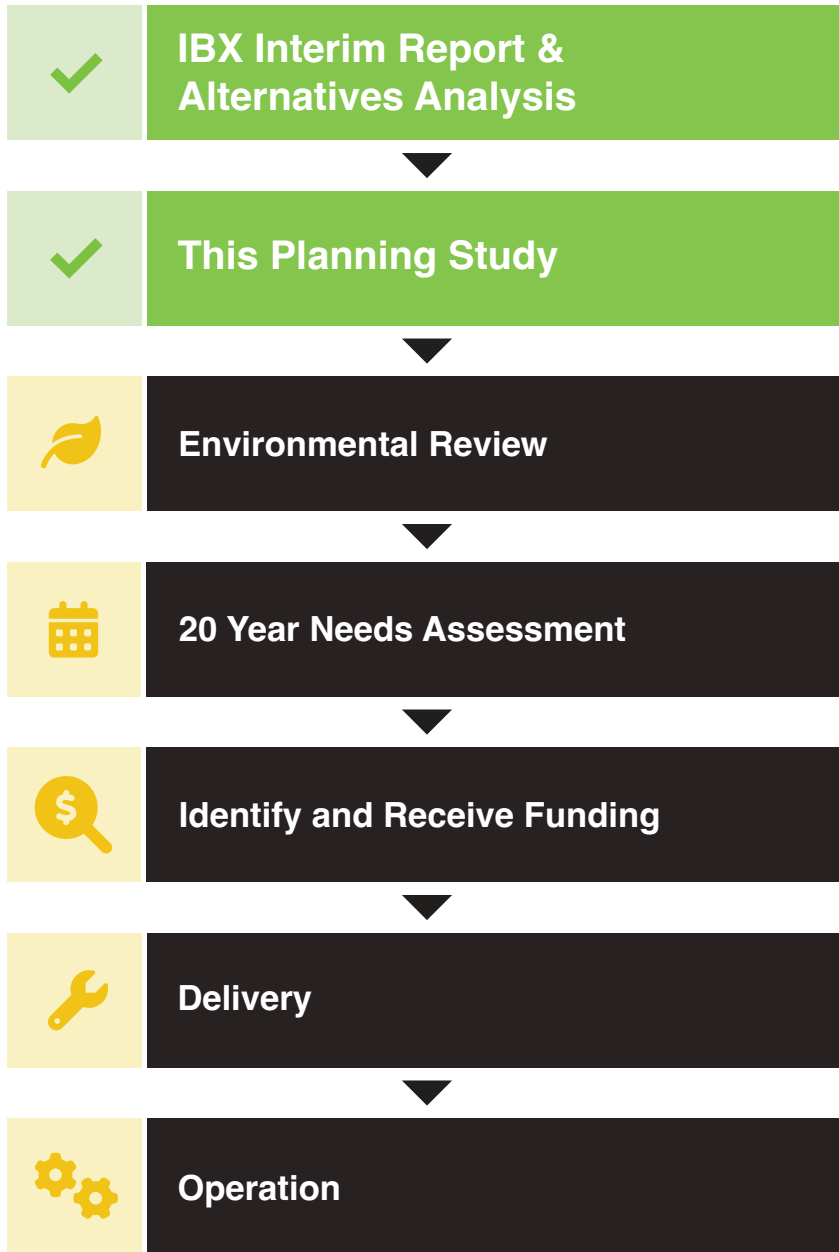 IBX Interim Report &
Alternatives Analysis
This Planning Study
Environmental Review
20 Year Needs Assessment
$
Identify and Receive Funding
Delivery
Operation